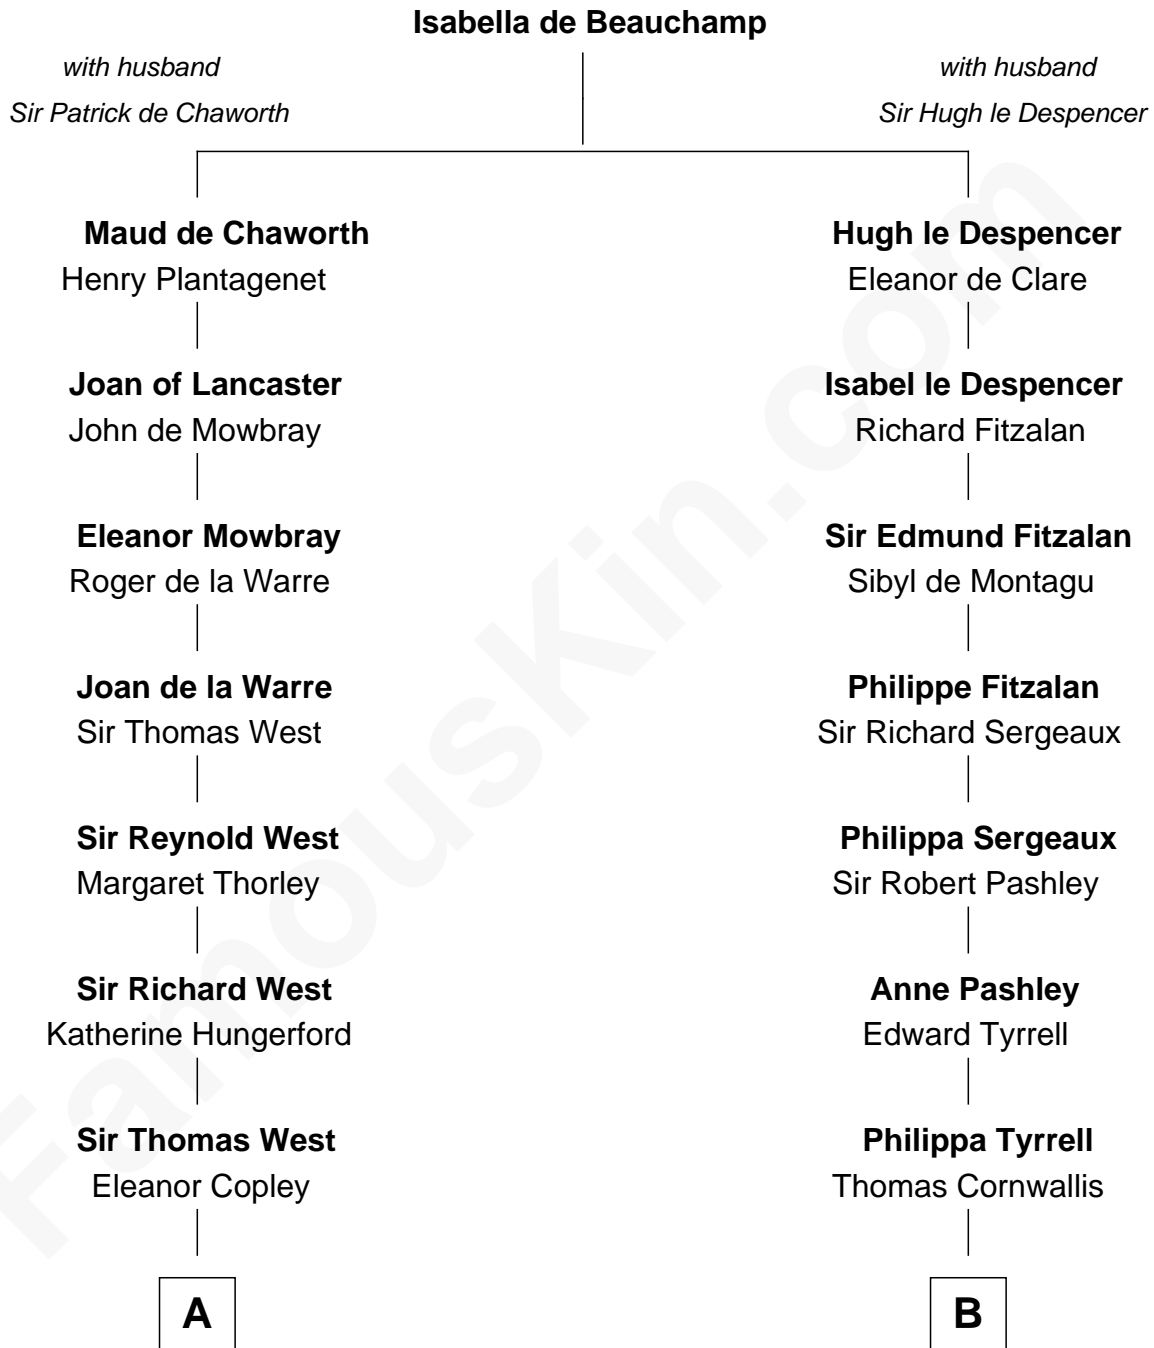 Isabella de Beauchamp
with husband
Sir Patrick de Chaworth
with husband
Sir Hugh le Despencer
Maud de Chaworth
Henry Plantagenet
Hugh le Despencer
Eleanor de Clare
Joan of Lancaster
John de Mowbray
Isabel le Despencer
Richard Fitzalan
Eleanor Mowbray
Roger de la Warre
Sir Edmund Fitzalan
Sibyl de Montagu
Joan de la Warre
Sir Thomas West
Philippe Fitzalan
Sir Richard Sergeaux
Sir Reynold West
Margaret Thorley
Philippa Sergeaux
Sir Robert Pashley
Sir Richard West
Katherine Hungerford
Anne Pashley
Edward Tyrrell
Sir Thomas West
Eleanor Copley
Philippa Tyrrell
Thomas Cornwallis
A
B
FamousKin.com